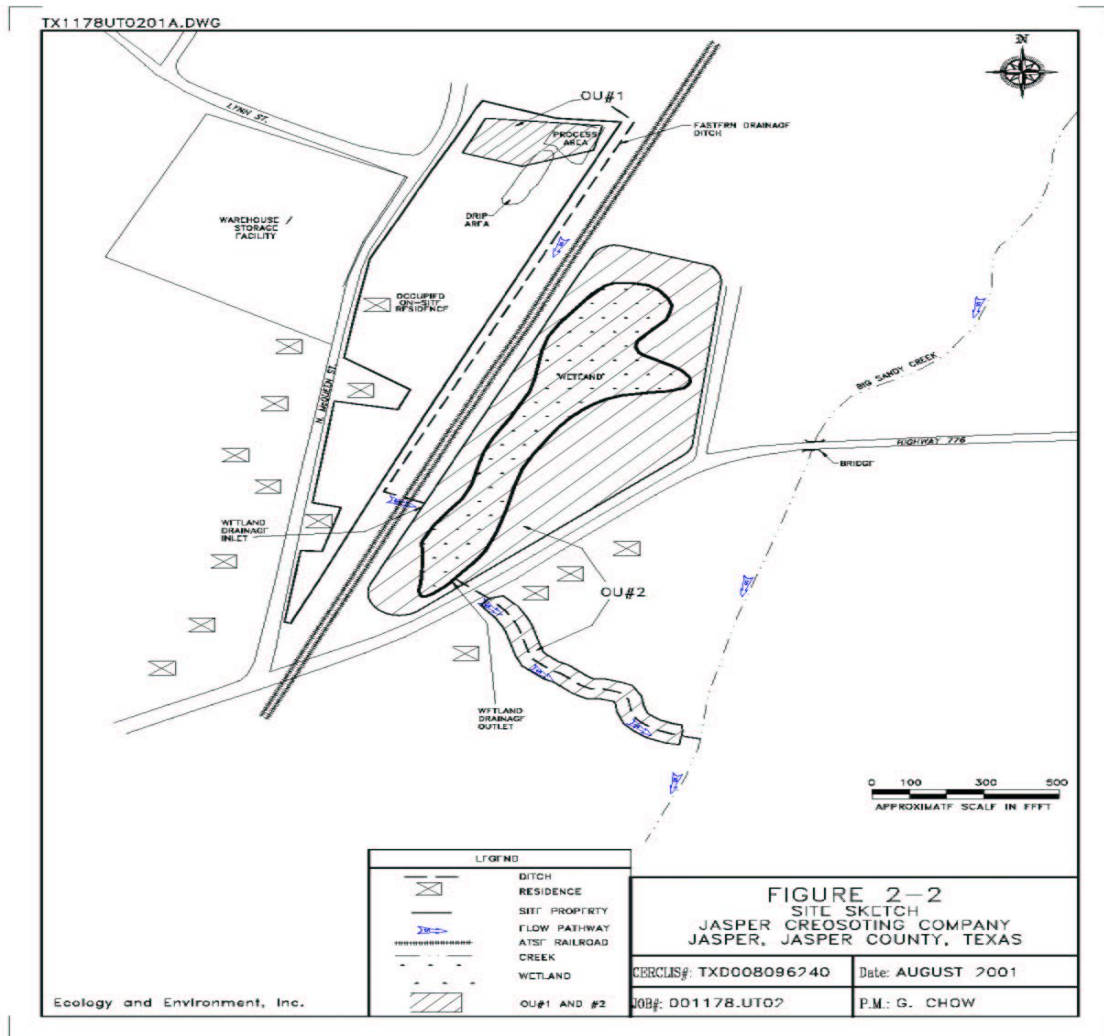 TX1178UT0201A.DWG
N
LYNN ST.
OU#1
PROCESS
AREA
EASTERN DRAINAGE
DITCH
DRIP
AREA
WAREHOUSE /
STORAGE
FACILITY
OCCUPIED
ON-SITE
RESIDENCE
N. McQUEEN ST.
"WETLAND"
BIG SANDY CREEK
HIGHWAY 776
BRIDGE
WETLAND
DRAINAGE
INLET
OU#2
WETLAND
DRAINAGE
OUTLET
0 100 300 500
APPROXIMATE SCALE IN FEET
LEGEND
DITCH
RESIDENCE
SITE PROPERTY
FLOW PATHWAY
ATSF RAILROAD
CREEK
WETLAND
OU#1 AND #2
FIGURE 2-2
SITE SKETCH
JASPER CREOSOTING COMPANY
JASPER, JASPER COUNTY, TEXAS
CERCLIS#: TXD008096240
Date: AUGUST 2001
JOB#: 001178.UT02
P.M.: G. CHOW
Ecology and Environment, Inc.